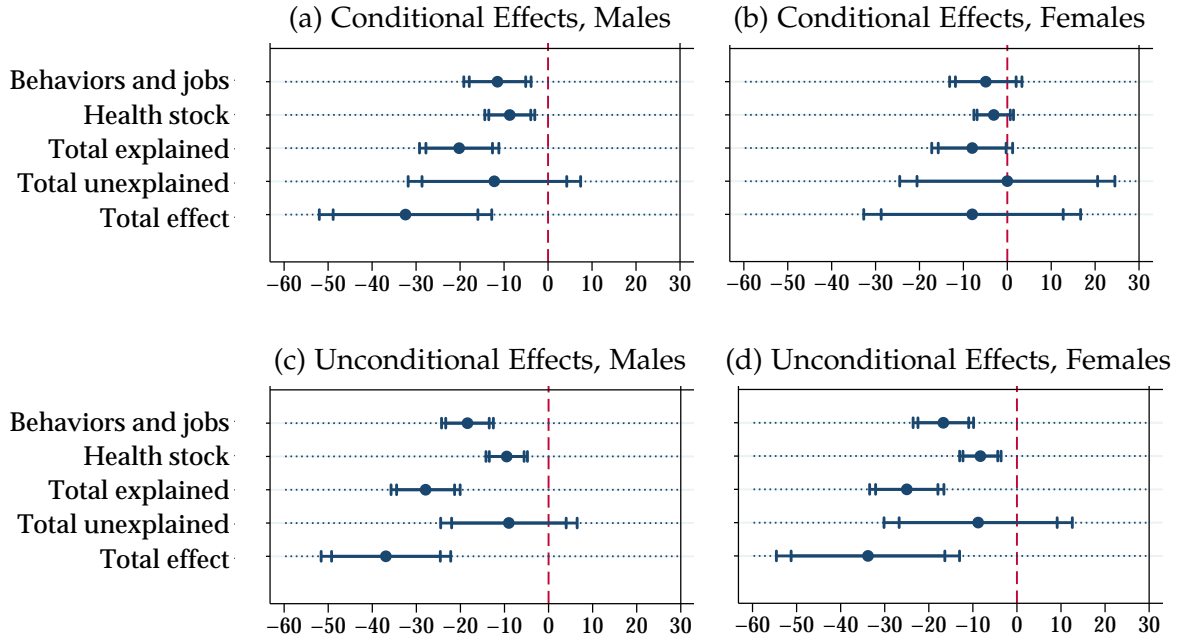 (a) Conditional Effects, Males
(b) Conditional Effects, Females
Behaviors and jobs
Health stock
Total explained
Total unexplained
Total effect
−60 −50 −40 −30 −20 −10 0 10 20 30
−60 −50 −40 −30 −20 −10 0 10 20 30
(c) Unconditional Effects, Males
(d) Unconditional Effects, Females
Behaviors and jobs
Health stock
Total explained
Total unexplained
Total effect
−60 −50 −40 −30 −20 −10 0 10 20 30
−60 −50 −40 −30 −20 −10 0 10 20 30